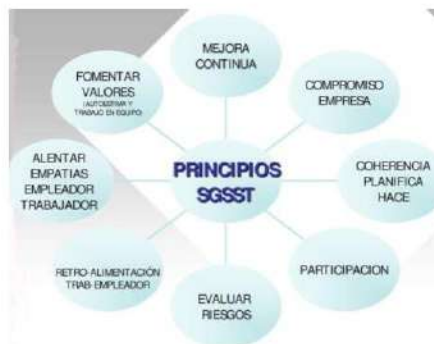 MEJORA
CONTINUA
COMPROMISO
EMPRESA
COHERENCIA
PLANIFICA
HACE
PARTICIPACION
EVALUAR
RIESGOS
RETRO-ALIMENTACIÓN
TRAB-EMPLEADOR
ALENTAR
EMPATIAS
EMPLEADOR
TRABAJADOR
FOMENTAR
VALORES
(AUTOESTIMA Y
TRABAJO EN EQUIPO)
PRINCIPIOS
SGSST